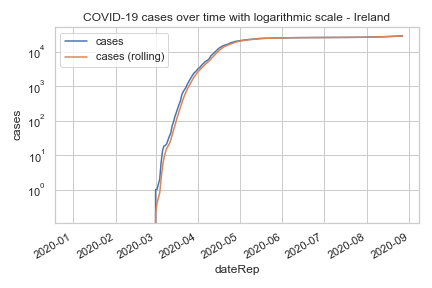 COVID-19 cases over time with logarithmic scale - Ireland
cases
cases (rolling)
10⁴
10³
10²
10¹
10⁰
cases
2020-01
2020-02
2020-03
2020-04
2020-05
2020-06
2020-07
2020-08
2020-09
dateRep